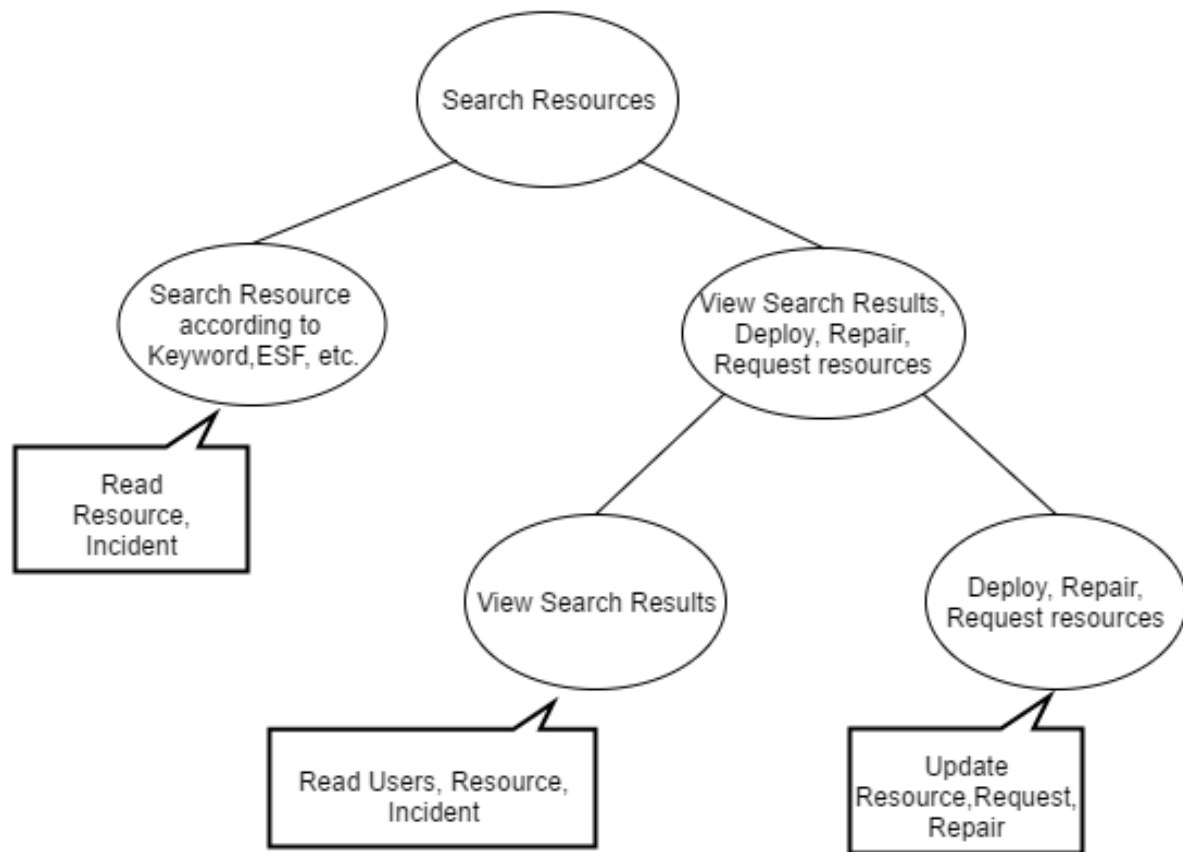 Search Resources
Search Resource
according to
Keyword,ESF, etc.
View Search Results,
Deploy, Repair,
Request resources
Read
Resource,
Incident
View Search Results
Deploy, Repair,
Request resources
Read Users, Resource,
Incident
Update
Resource,Request,
Repair